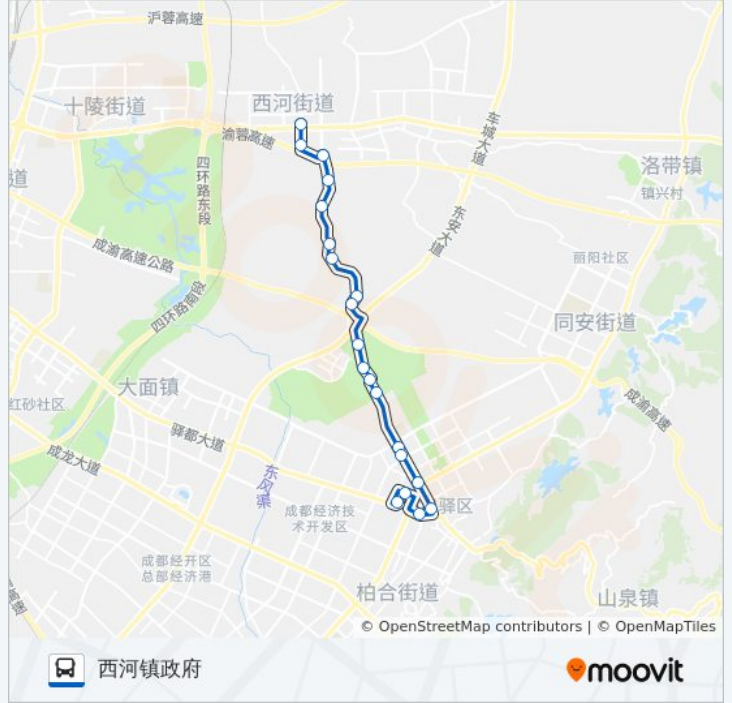 沪蓉高速
十陵街道
西河街道
渝蓉高速
车城大道
洛带镇
镇兴村
四环路东段
道
东安大道
成渝高速公路
丽阳社区
四环路南段
同安街道
大面镇
红砂社区
成渝高速
驿都大道
成龙大道
东风渠
驿区
成都经济技
术开发区
成都经开区
总部经济港
柏合街道
山泉镇
高速
© OpenStreetMap contributors | © OpenMapTiles
西河镇政府
moovit